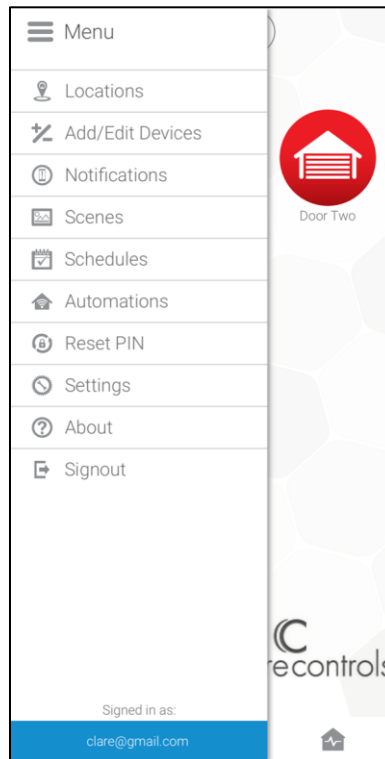 Menu
Locations
Add/Edit Devices
Notifications
Scenes
Schedules
Automations
Reset PIN
Settings
About
Signout
Door Two
recontrols
Signed in as:
clare@gmail.com